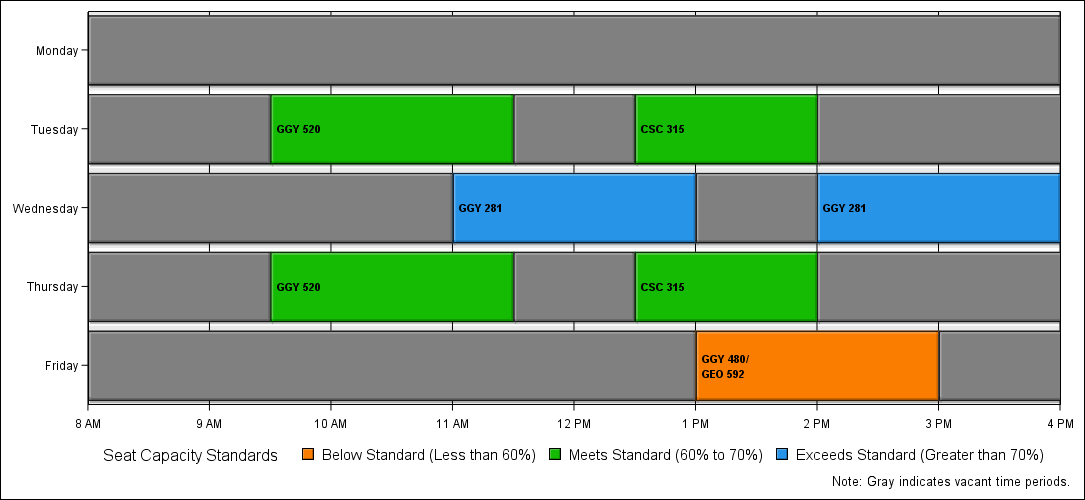 Monday
Tuesday
GGY 520
CSC 315
Wednesday
GGY 281
GGY 281
Thursday
GGY 520
CSC 315
Friday
GGY 480/
GEO 592
8 AM
9 AM
10 AM
11 AM
12 PM
1 PM
2 PM
3 PM
4 PM
Seat Capacity Standards
Below Standard (Less than 60%)
Meets Standard (60% to 70%)
Exceeds Standard (Greater than 70%)
Note: Gray indicates vacant time periods.